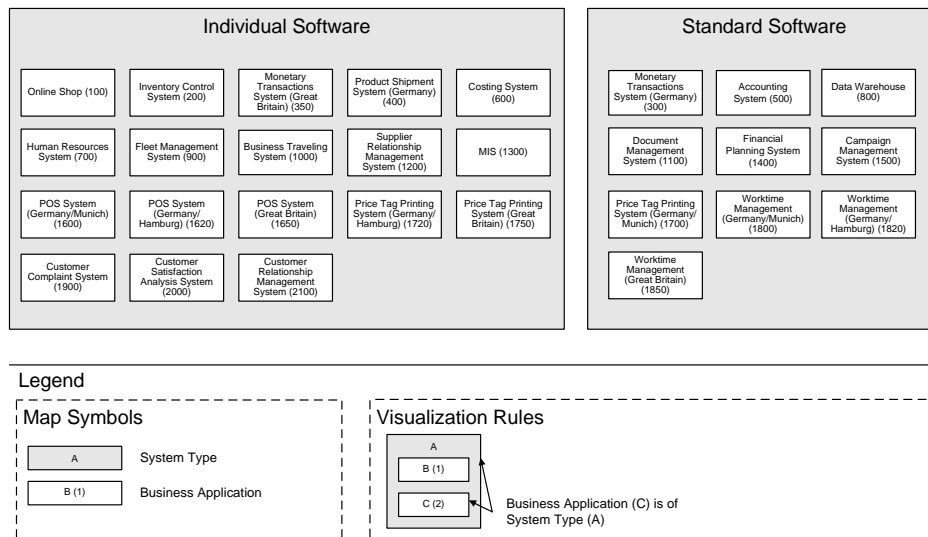 Individual Software
Online Shop (100)
Inventory Control
System (200)
Monetary
Transactions
System (Great
Britain) (350)
Product Shipment
System (Germany)
(400)
Costing System
(600)
Human Resources
System (700)
Fleet Management
System (900)
Business Traveling
System (1000)
Supplier
Relationship
Management
System (1200)
MIS (1300)
POS System
(Germany/Munich)
(1600)
POS System
(Germany/
Hamburg) (1620)
POS System
(Great Britain)
(1650)
Price Tag Printing
System (Germany/
Hamburg) (1720)
Price Tag Printing
System (Great
Britain) (1750)
Customer
Complaint System
(1900)
Customer
Satisfaction
Analysis System
(2000)
Customer
Relationship
Management
System (2100)
Standard Software
Monetary
Transactions
System (Germany)
(300)
Accounting
System (500)
Data Warehouse
(800)
Document
Management
System (1100)
Financial
Planning System
(1400)
Campaign
Management
System (1500)
Price Tag Printing
System (Germany/
Munich) (1700)
Worktime
Management
(Germany/Munich)
(1800)
Worktime
Management
(Germany/
Hamburg) (1820)
Worktime
Management
(Great Britain)
(1850)
Legend
Map Symbols
A
System Type
B (1)
Business Application
Visualization Rules
A
B (1)
C (2)
Business Application (C) is of
System Type (A)